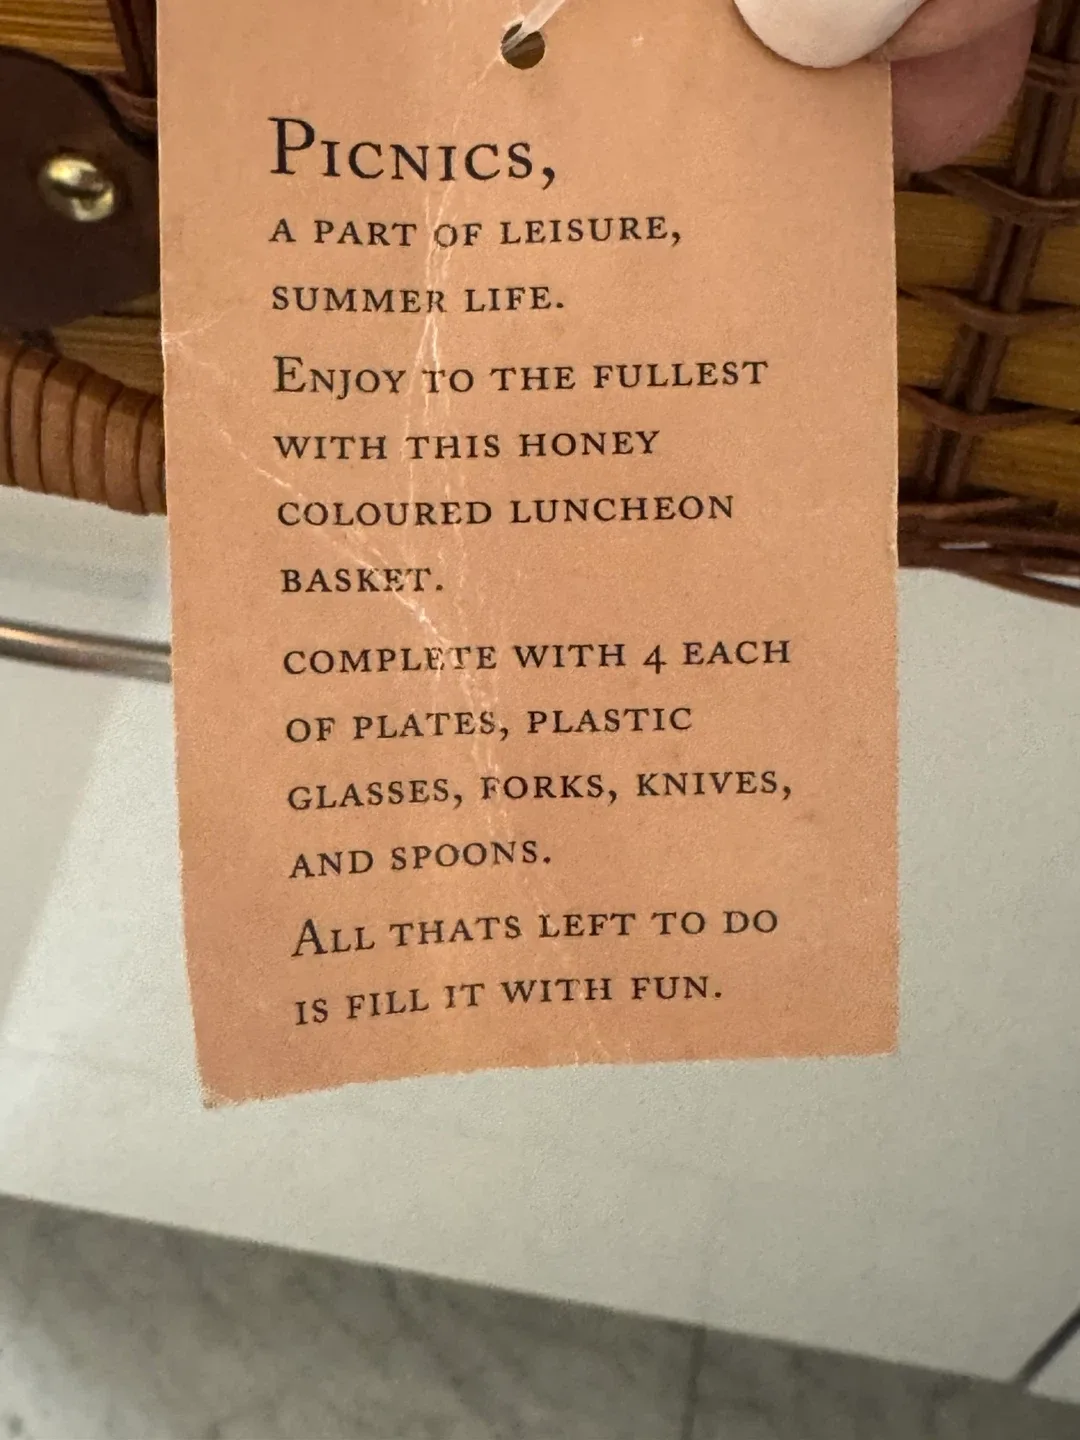 PICNICS,
A PART OF LEISURE,
SUMMER LIFE.
ENJOY TO THE FULLEST
WITH THIS HONEY
COLOURED LUNCHEON
BASKET.
COMPLETE WITH 4 EACH
OF PLATES, PLASTIC
GLASSES, FORKS, KNIVES,
AND SPOONS.
ALL THATS LEFT TO DO
IS FILL IT WITH FUN.